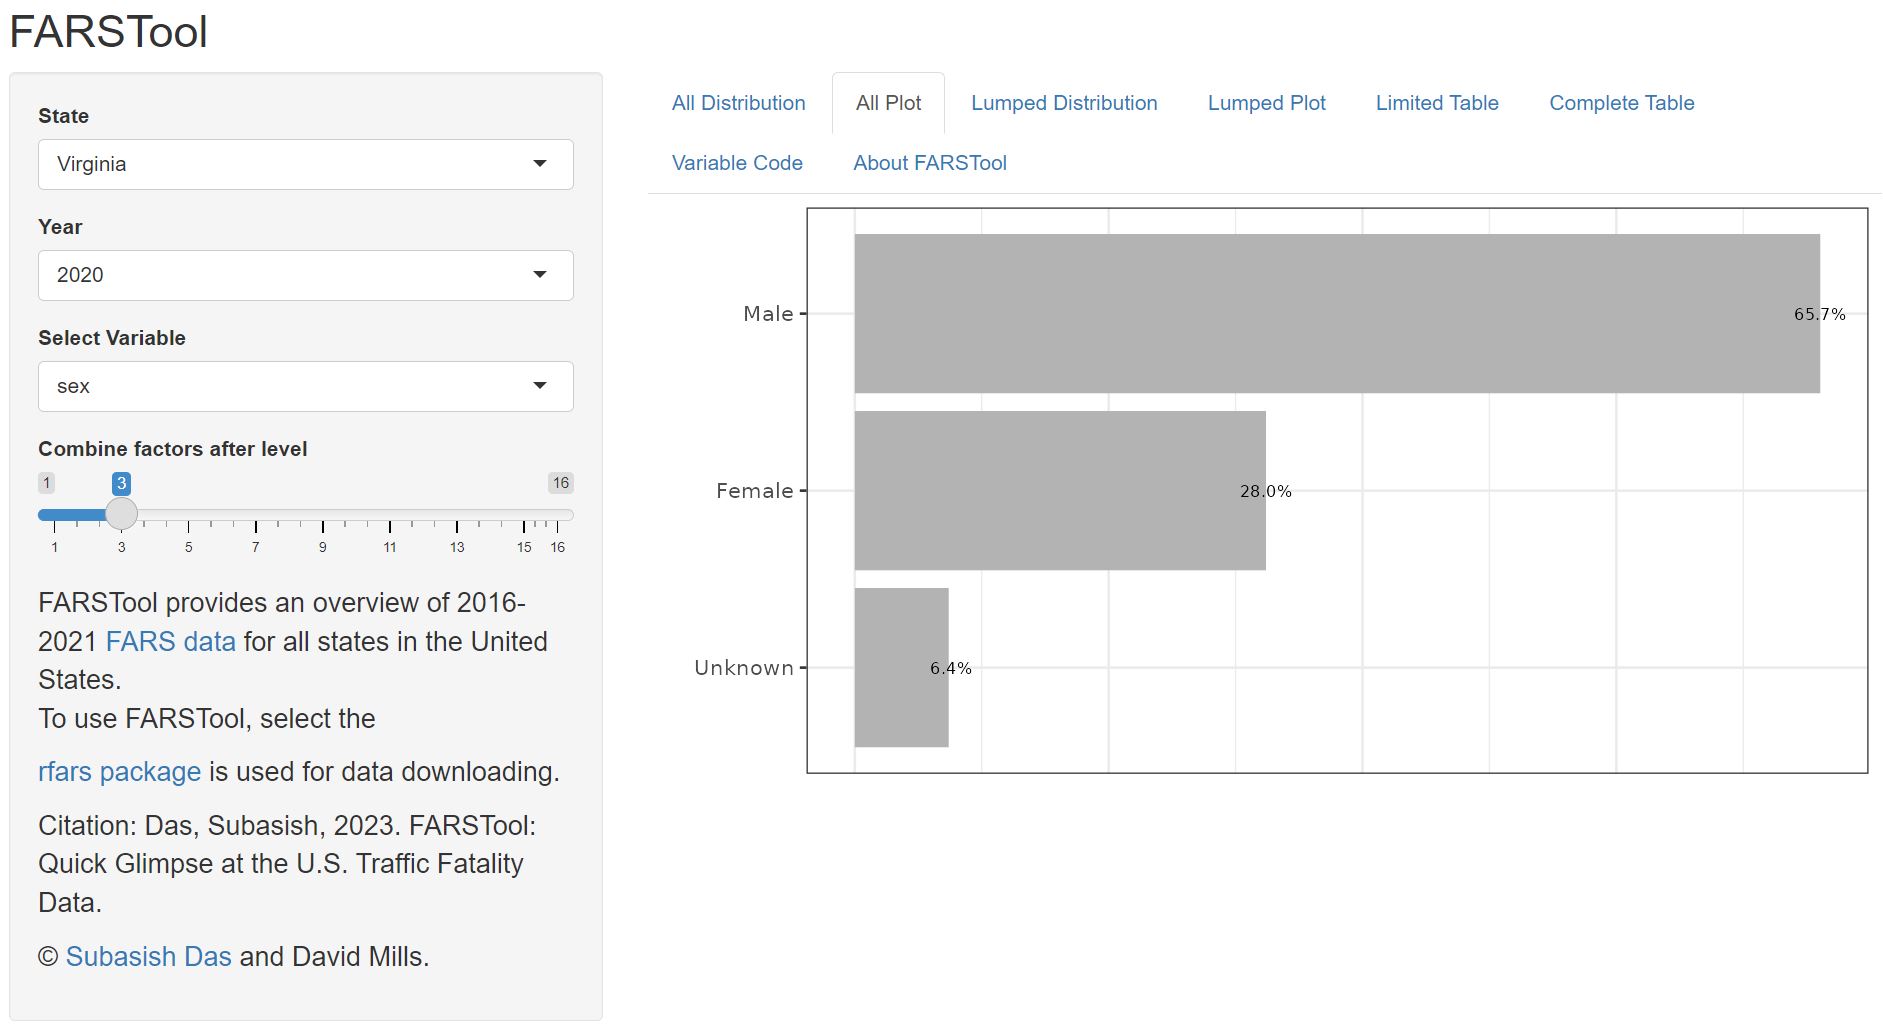 FARSTool
State
Virginia
Year
2020
Select Variable
sex
Combine factors after level
1 3 16
1 3 5 7 9 11 13 15 16
FARSTool provides an overview of 2016-
2021 FARS data for all states in the United
States.
To use FARSTool, select the
rfars package is used for data downloading.
Citation: Das, Subasish, 2023. FARSTool:
Quick Glimpse at the U.S. Traffic Fatality
Data.
© Subasish Das and David Mills.
All Distribution All Plot Lumped Distribution Lumped Plot Limited Table Complete Table
Variable Code About FARSTool
Male 65.7%
Female 28.0%
Unknown 6.4%